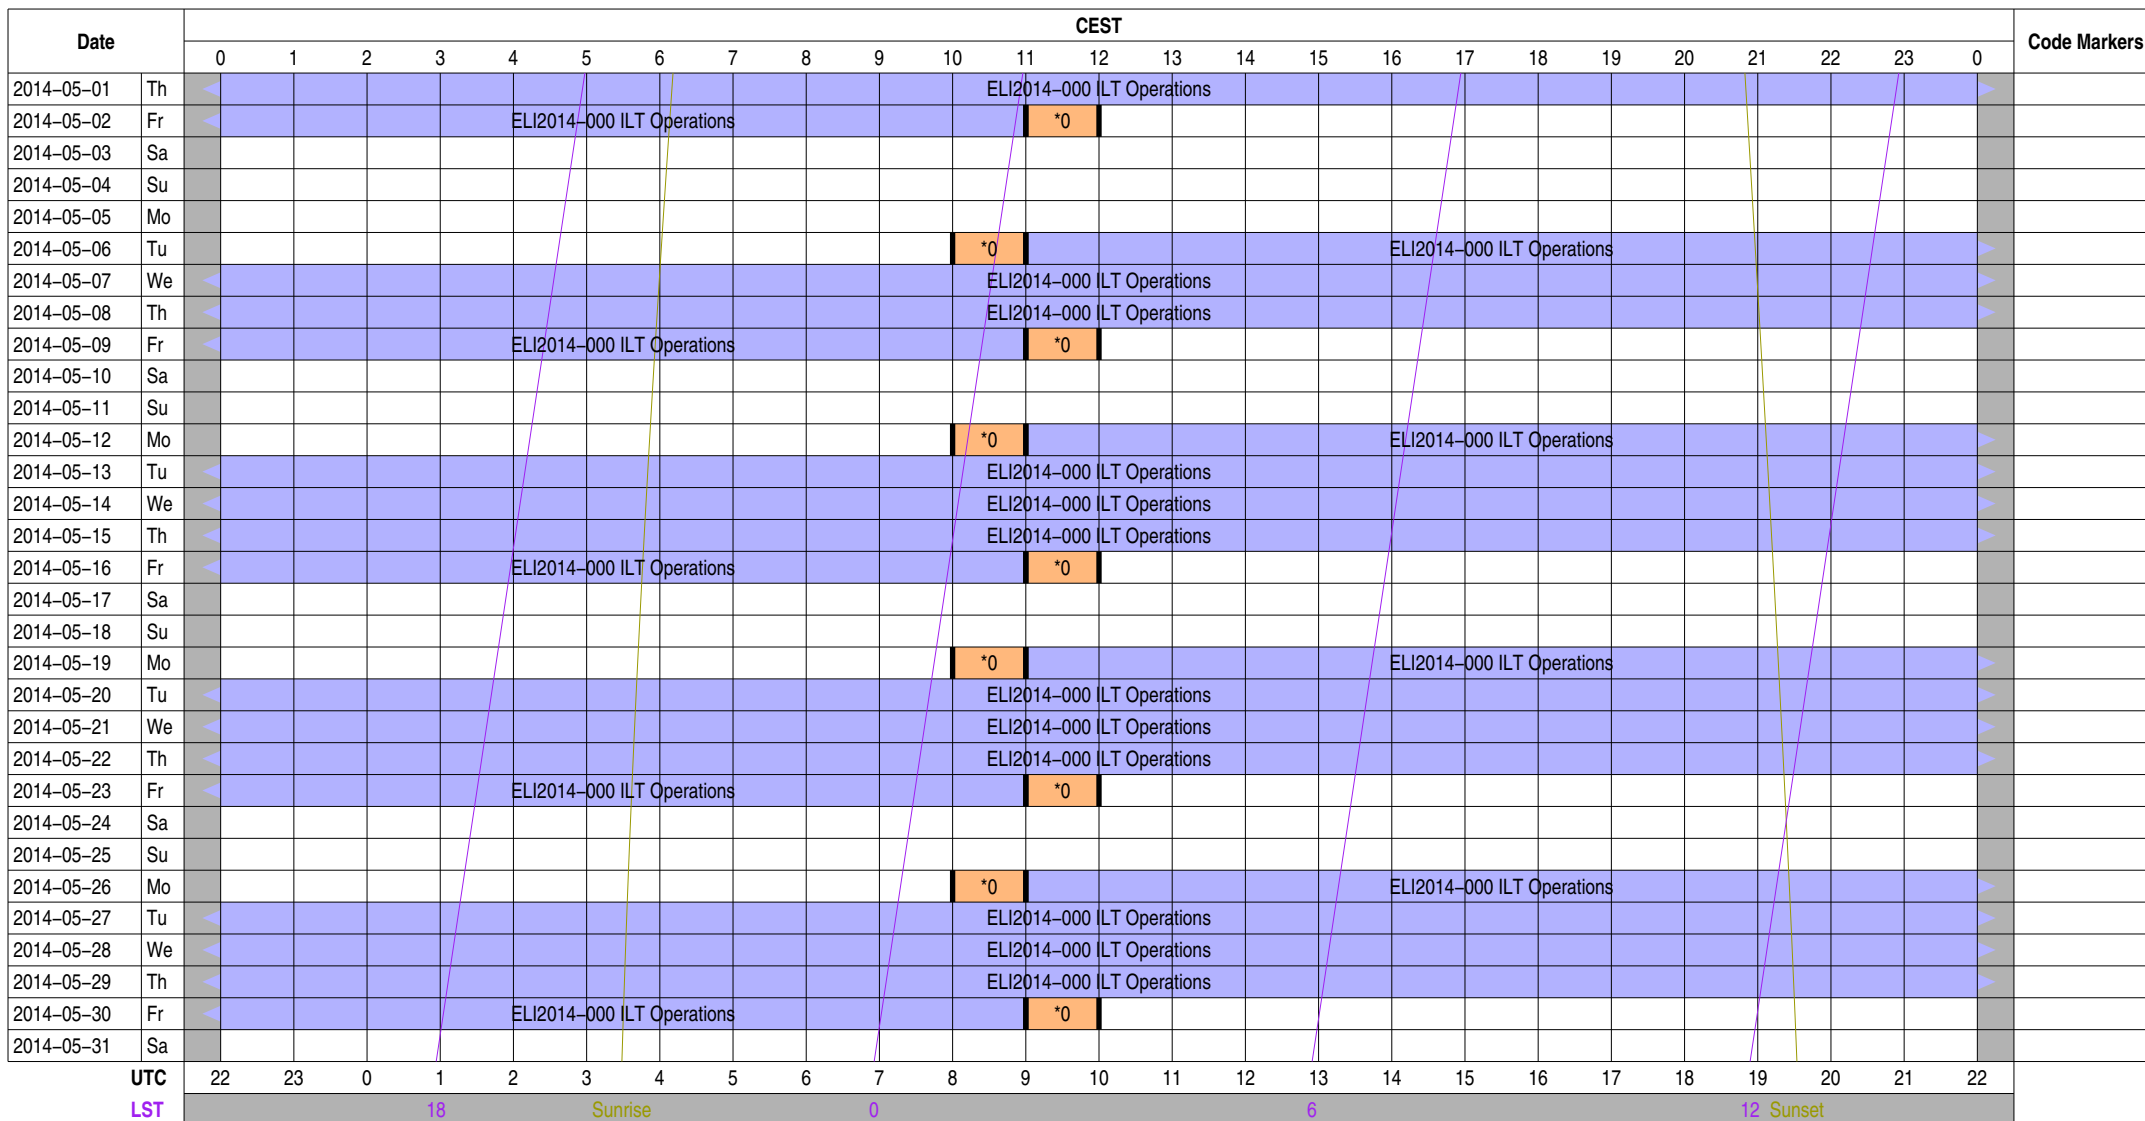 Date CEST Code Markers
0 1 2 3 4 5 6 7 8 9 10 11 12 13 14 15 16 17 18 19 20 21 22 23 0
2014-05-01 Th ELI2014-000 ILT Operations
2014-05-02 Fr ELI2014-000 ILT Operations *0
2014-05-03 Sa
2014-05-04 Su
2014-05-05 Mo
2014-05-06 Tu *0 ELI2014-000 ILT Operations
2014-05-07 We ELI2014-000 ILT Operations
2014-05-08 Th ELI2014-000 ILT Operations
2014-05-09 Fr ELI2014-000 ILT Operations *0
2014-05-10 Sa
2014-05-11 Su
2014-05-12 Mo *0 ELI2014-000 ILT Operations
2014-05-13 Tu ELI2014-000 ILT Operations
2014-05-14 We ELI2014-000 ILT Operations
2014-05-15 Th ELI2014-000 ILT Operations
2014-05-16 Fr ELI2014-000 ILT Operations *0
2014-05-17 Sa
2014-05-18 Su
2014-05-19 Mo *0 ELI2014-000 ILT Operations
2014-05-20 Tu ELI2014-000 ILT Operations
2014-05-21 We ELI2014-000 ILT Operations
2014-05-22 Th ELI2014-000 ILT Operations
2014-05-23 Fr ELI2014-000 ILT Operations *0
2014-05-24 Sa
2014-05-25 Su
2014-05-26 Mo *0 ELI2014-000 ILT Operations
2014-05-27 Tu ELI2014-000 ILT Operations
2014-05-28 We ELI2014-000 ILT Operations
2014-05-29 Th ELI2014-000 ILT Operations
2014-05-30 Fr ELI2014-000 ILT Operations *0
2014-05-31 Sa
UTC 22 23 0 1 2 3 4 5 6 7 8 9 10 11 12 13 14 15 16 17 18 19 20 21 22
LST 18 Sunrise 0 6 12 Sunset